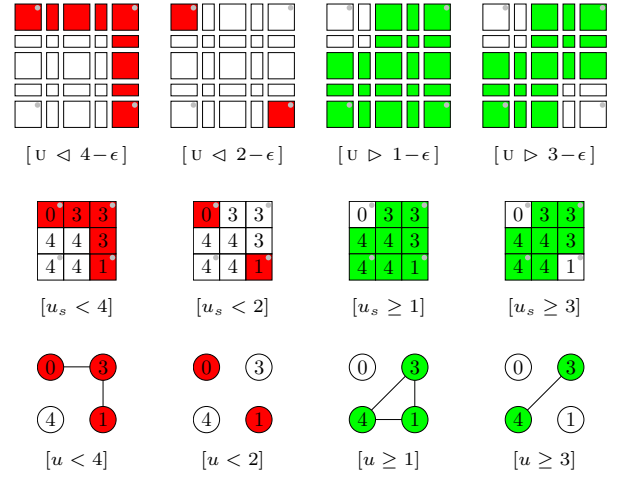 [U ⊲ 4−ϵ] [U ⊲ 2−ϵ] [U ⊳ 1−ϵ] [U ⊳ 3−ϵ]
0 3 3 0 3 3 0 3 3 0 3 3
4 4 3 4 4 3 4 4 3 4 4 3
4 4 1 4 4 1 4 4 1 4 4 1
[u_s < 4] [u_s < 2] [u_s ≥ 1] [u_s ≥ 3]
0 3 0 3 0 3 0 3
4 1 4 1 4 1 4 1
[u < 4] [u < 2] [u ≥ 1] [u ≥ 3]